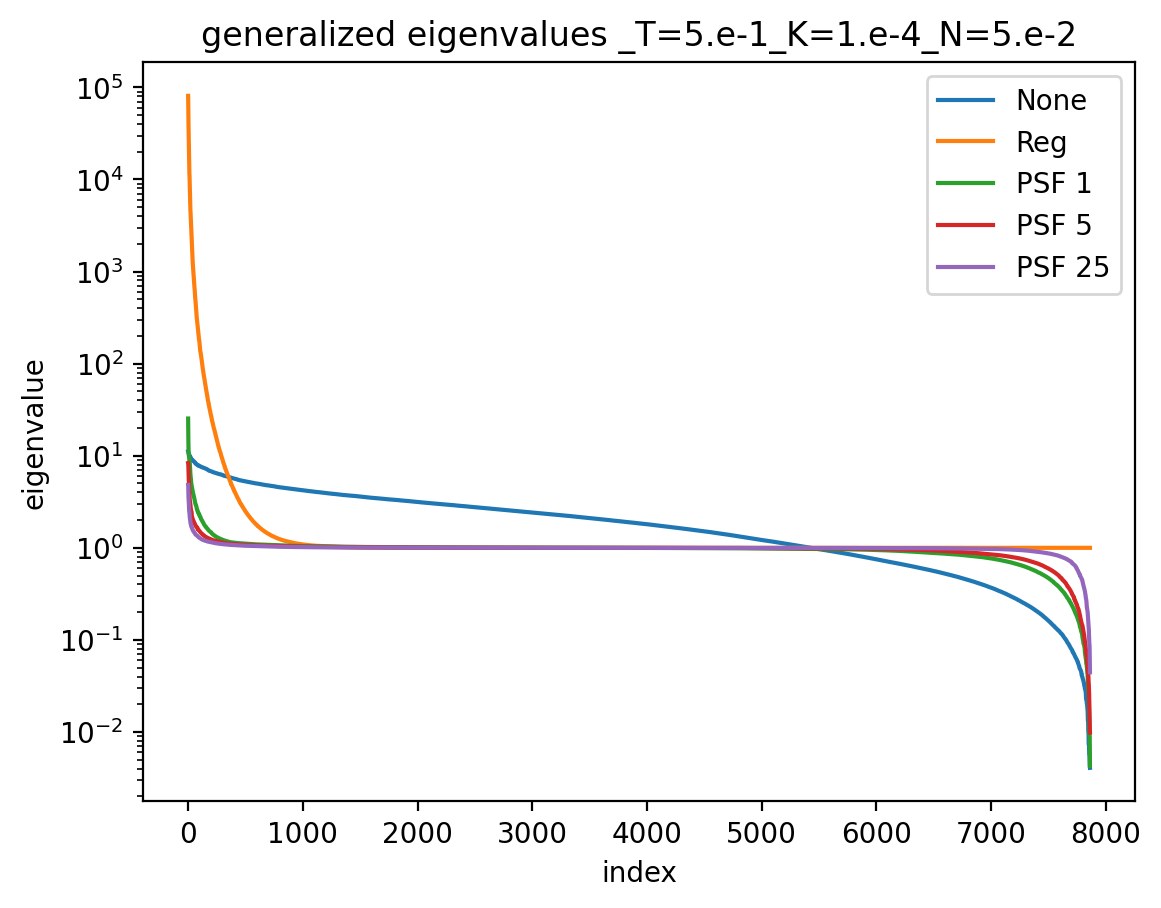 generalized eigenvalues _T=5.e-1_K=1.e-4_N=5.e-2
10^5
10^4
10^3
10^2
10^1
10^0
10^-1
10^-2
eigenvalue
None
Reg
PSF 1
PSF 5
PSF 25
0 1000 2000 3000 4000 5000 6000 7000 8000
index